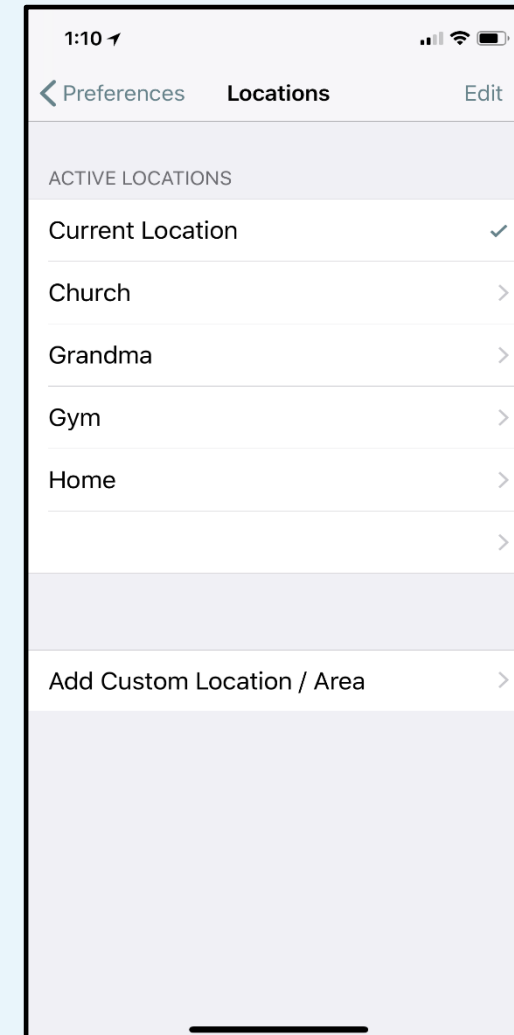 1:10
Preferences Locations Edit
ACTIVE LOCATIONS
Current Location
Church
Grandma
Gym
Home
Add Custom Location / Area